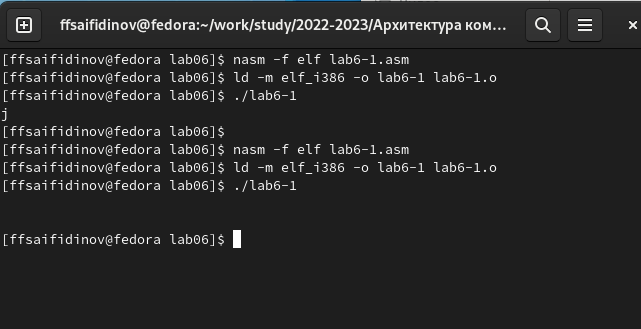 ffsaifidinov@fedora:~/work/study/2022-2023/Архитектура ком…
[ffsaifidinov@fedora lab06]$ nasm -f elf lab6-1.asm
[ffsaifidinov@fedora lab06]$ ld -m elf_i386 -o lab6-1 lab6-1.o
[ffsaifidinov@fedora lab06]$ ./lab6-1
j
[ffsaifidinov@fedora lab06]$
[ffsaifidinov@fedora lab06]$ nasm -f elf lab6-1.asm
[ffsaifidinov@fedora lab06]$ ld -m elf_i386 -o lab6-1 lab6-1.o
[ffsaifidinov@fedora lab06]$ ./lab6-1
[ffsaifidinov@fedora lab06]$